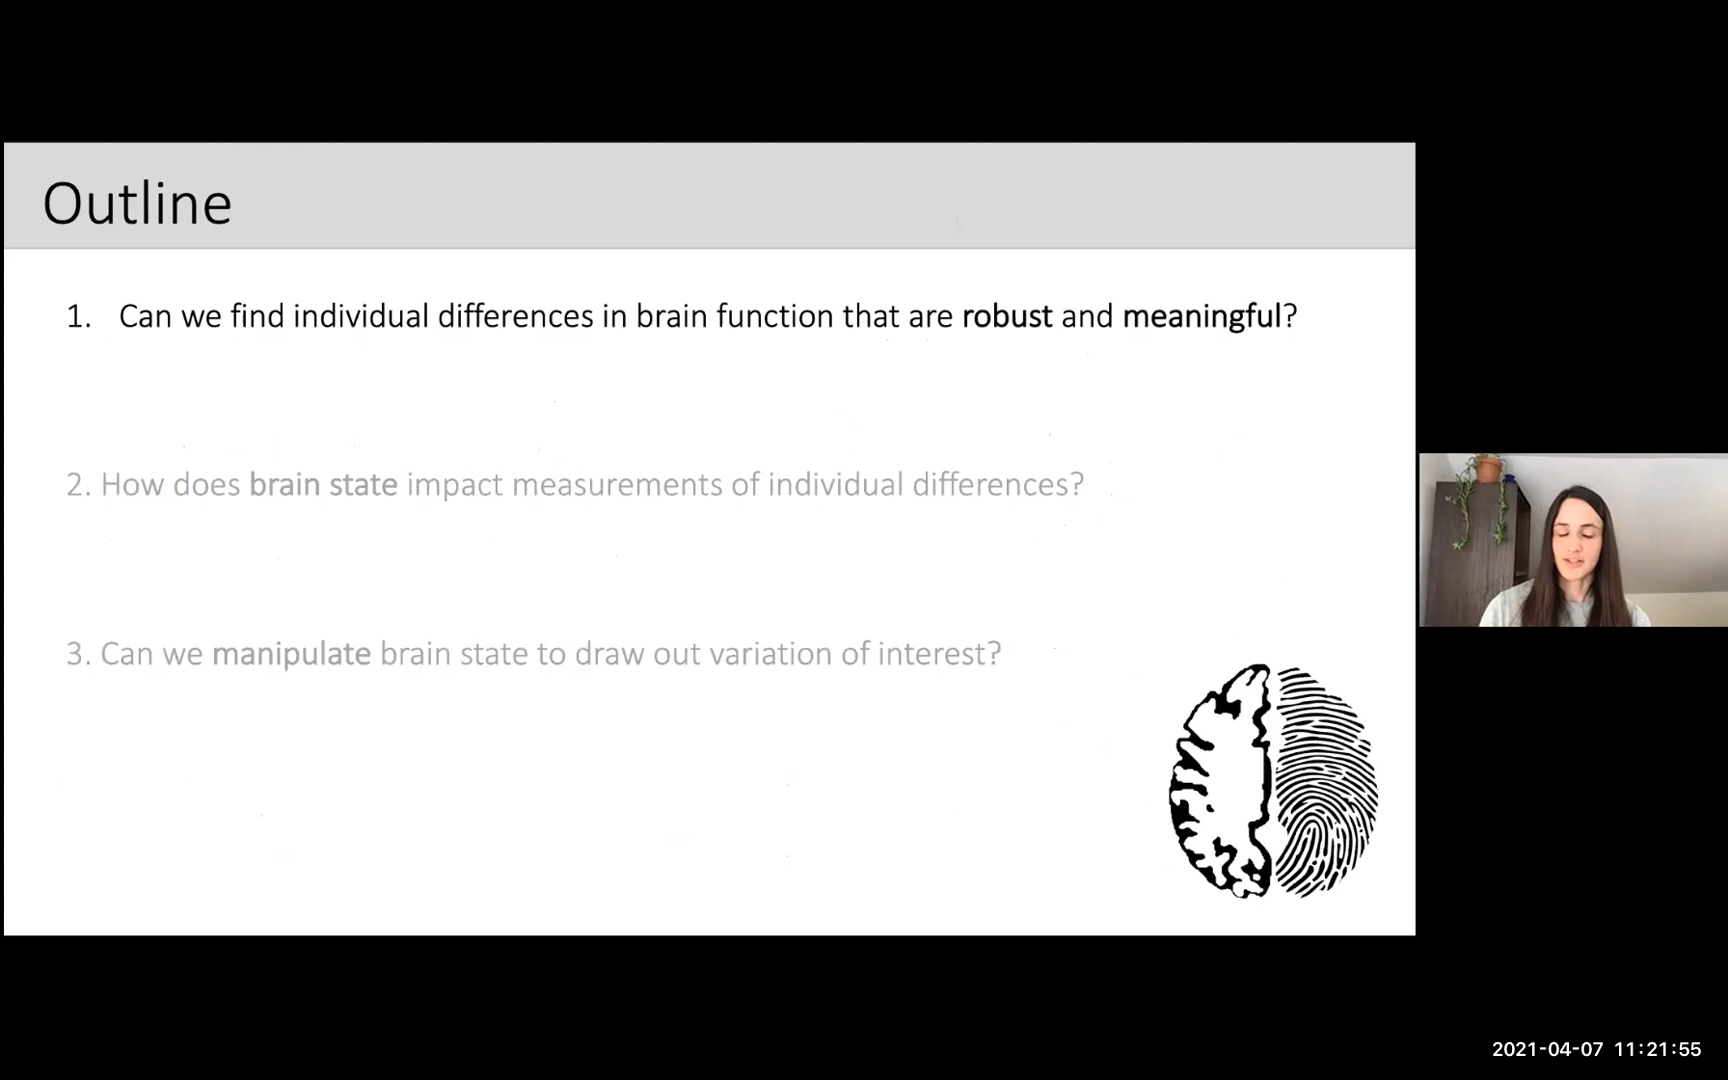 Outline
1. Can we find individual differences in brain function that are robust and meaningful?
2. How does brain state impact measurements of individual differences?
3. Can we manipulate brain state to draw out variation of interest?
2021-04-07 11:21:55